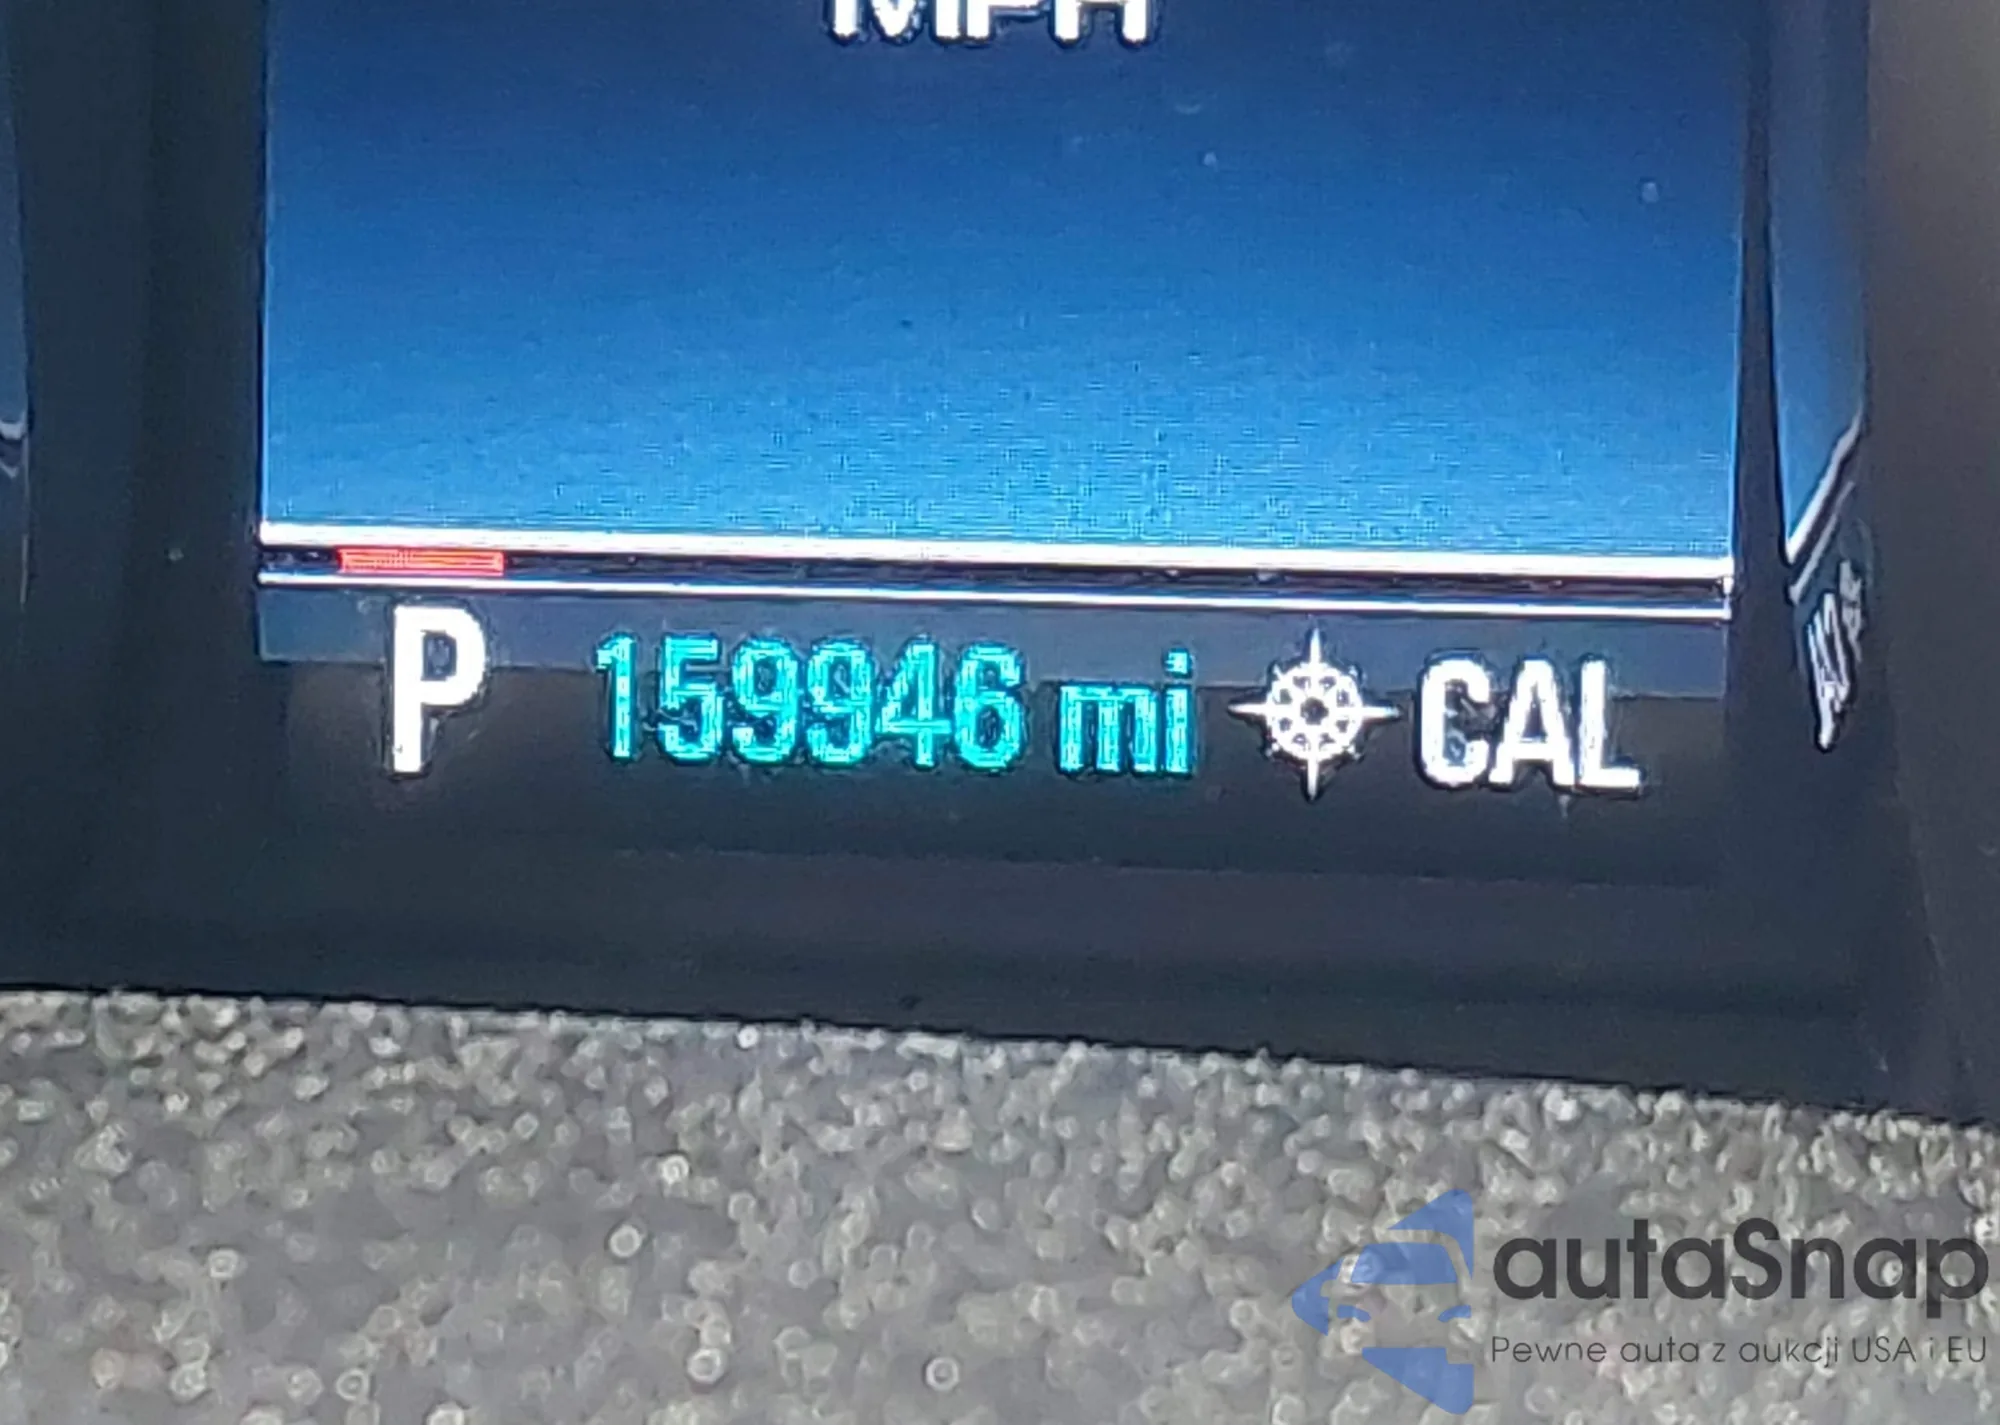 MPH
P 159946 mi CAL
autaSnap
Pewne auta z aukcji USA i EU